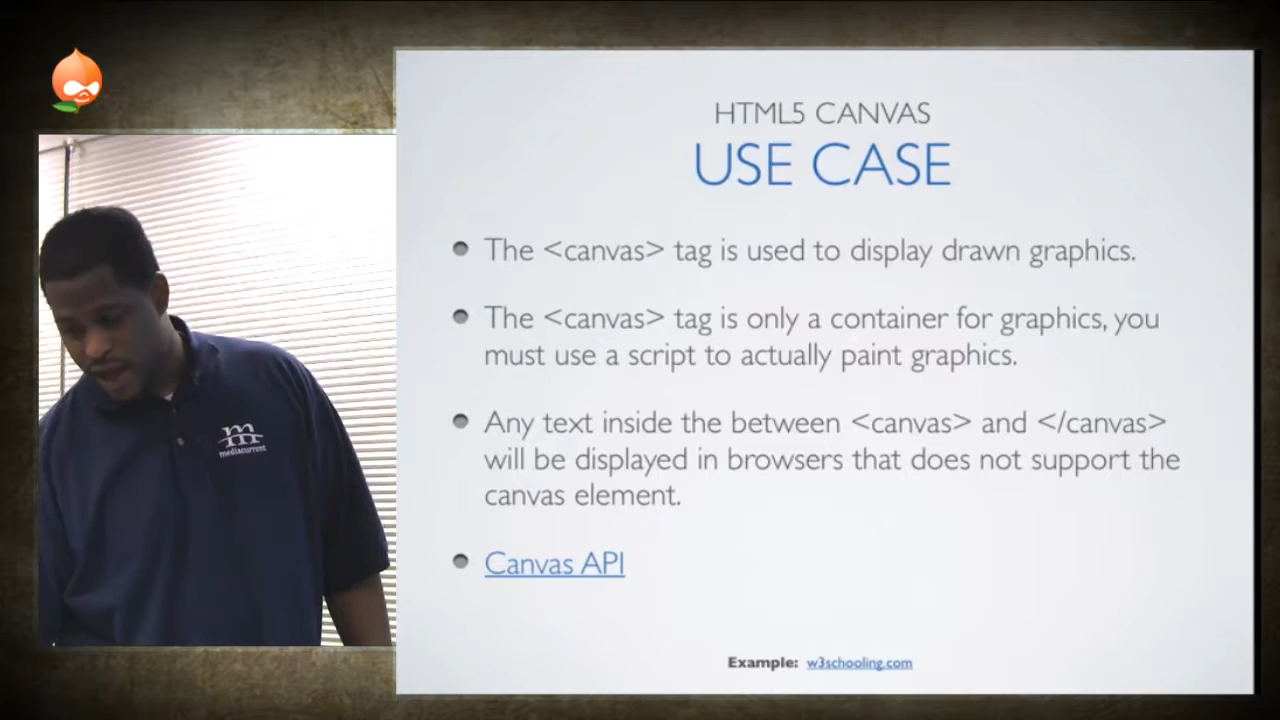 HTML5 CANVAS
USE CASE
The <canvas> tag is used to display drawn graphics.
The <canvas> tag is only a container for graphics, you
must use a script to actually paint graphics.
Any text inside the between <canvas> and </canvas>
will be displayed in browsers that does not support the
canvas element.
Canvas API
Example: w3schooling.com
m
mediacurrent